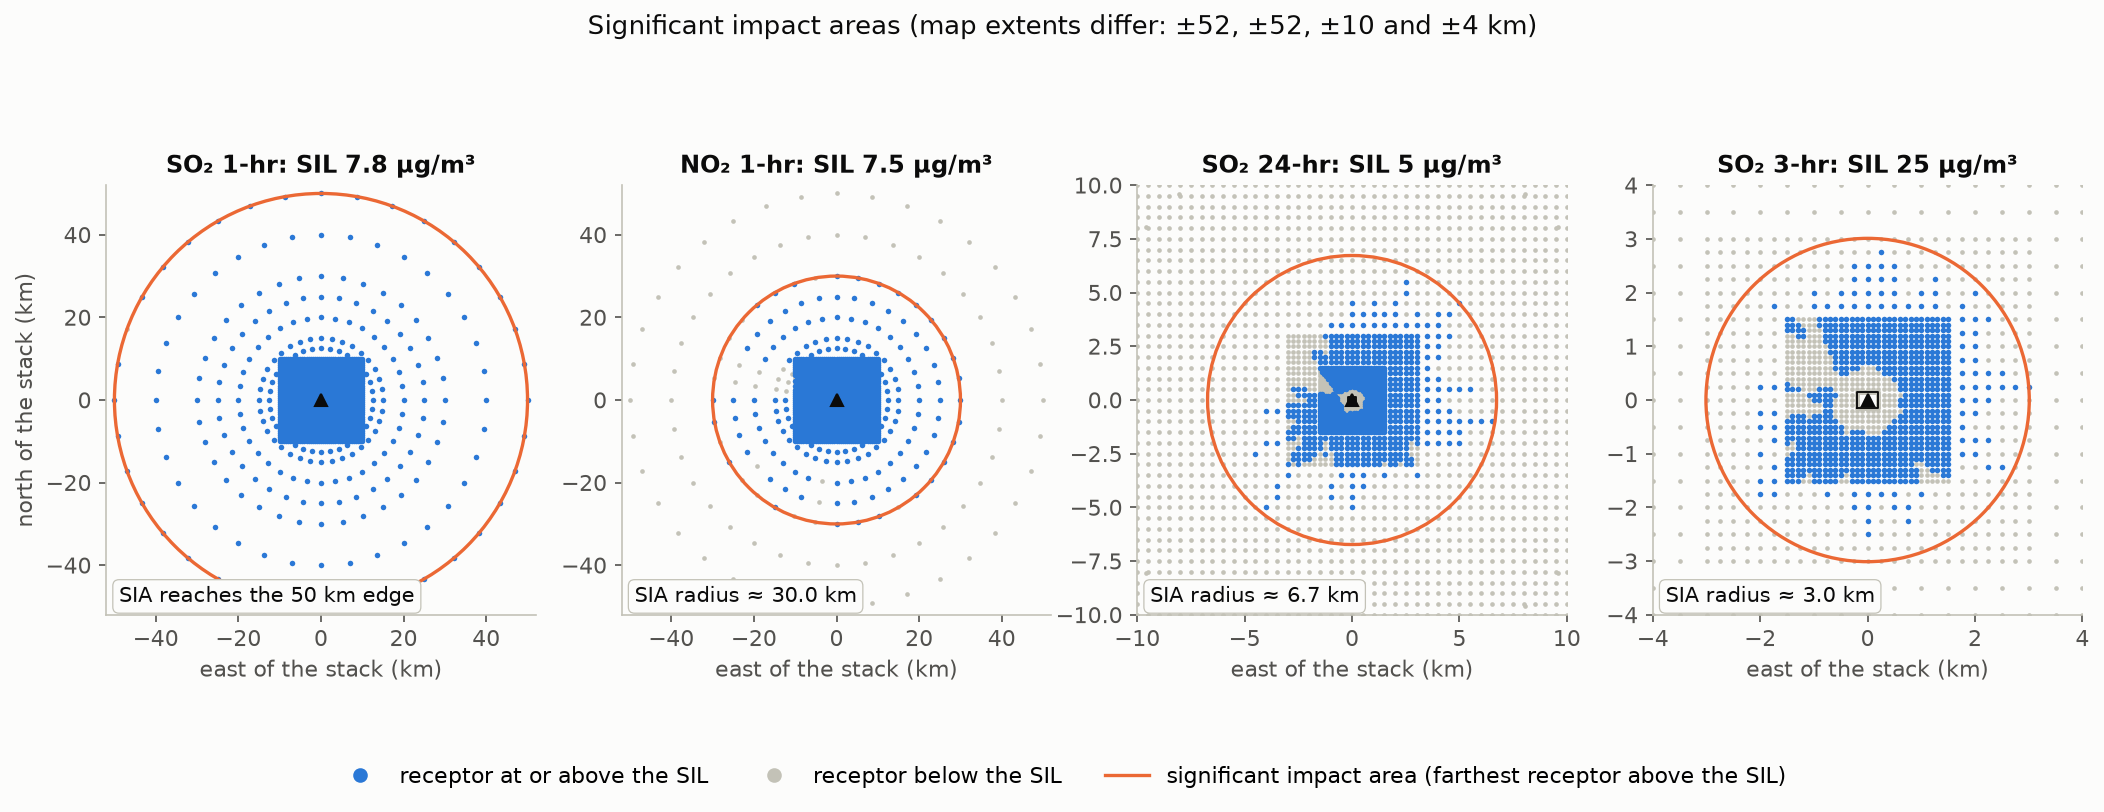 Significant impact areas (map extents differ: ±52, ±52, ±10 and ±4 km)
SO₂ 1-hr: SIL 7.8 µg/m³
north of the stack (km)
40
20
0
−20
−40
SIA reaches the 50 km edge
−40
−20
0
20
40
east of the stack (km)
NO₂ 1-hr: SIL 7.5 µg/m³
40
20
0
−20
−40
SIA radius ≈ 30.0 km
−40
−20
0
20
40
east of the stack (km)
SO₂ 24-hr: SIL 5 µg/m³
10.0
7.5
5.0
2.5
0.0
−2.5
−5.0
−7.5
−10.0
SIA radius ≈ 6.7 km
−10
−5
0
5
10
east of the stack (km)
SO₂ 3-hr: SIL 25 µg/m³
4
3
2
1
0
−1
−2
−3
−4
SIA radius ≈ 3.0 km
−4
−2
0
2
4
east of the stack (km)
receptor at or above the SIL
receptor below the SIL
significant impact area (farthest receptor above the SIL)